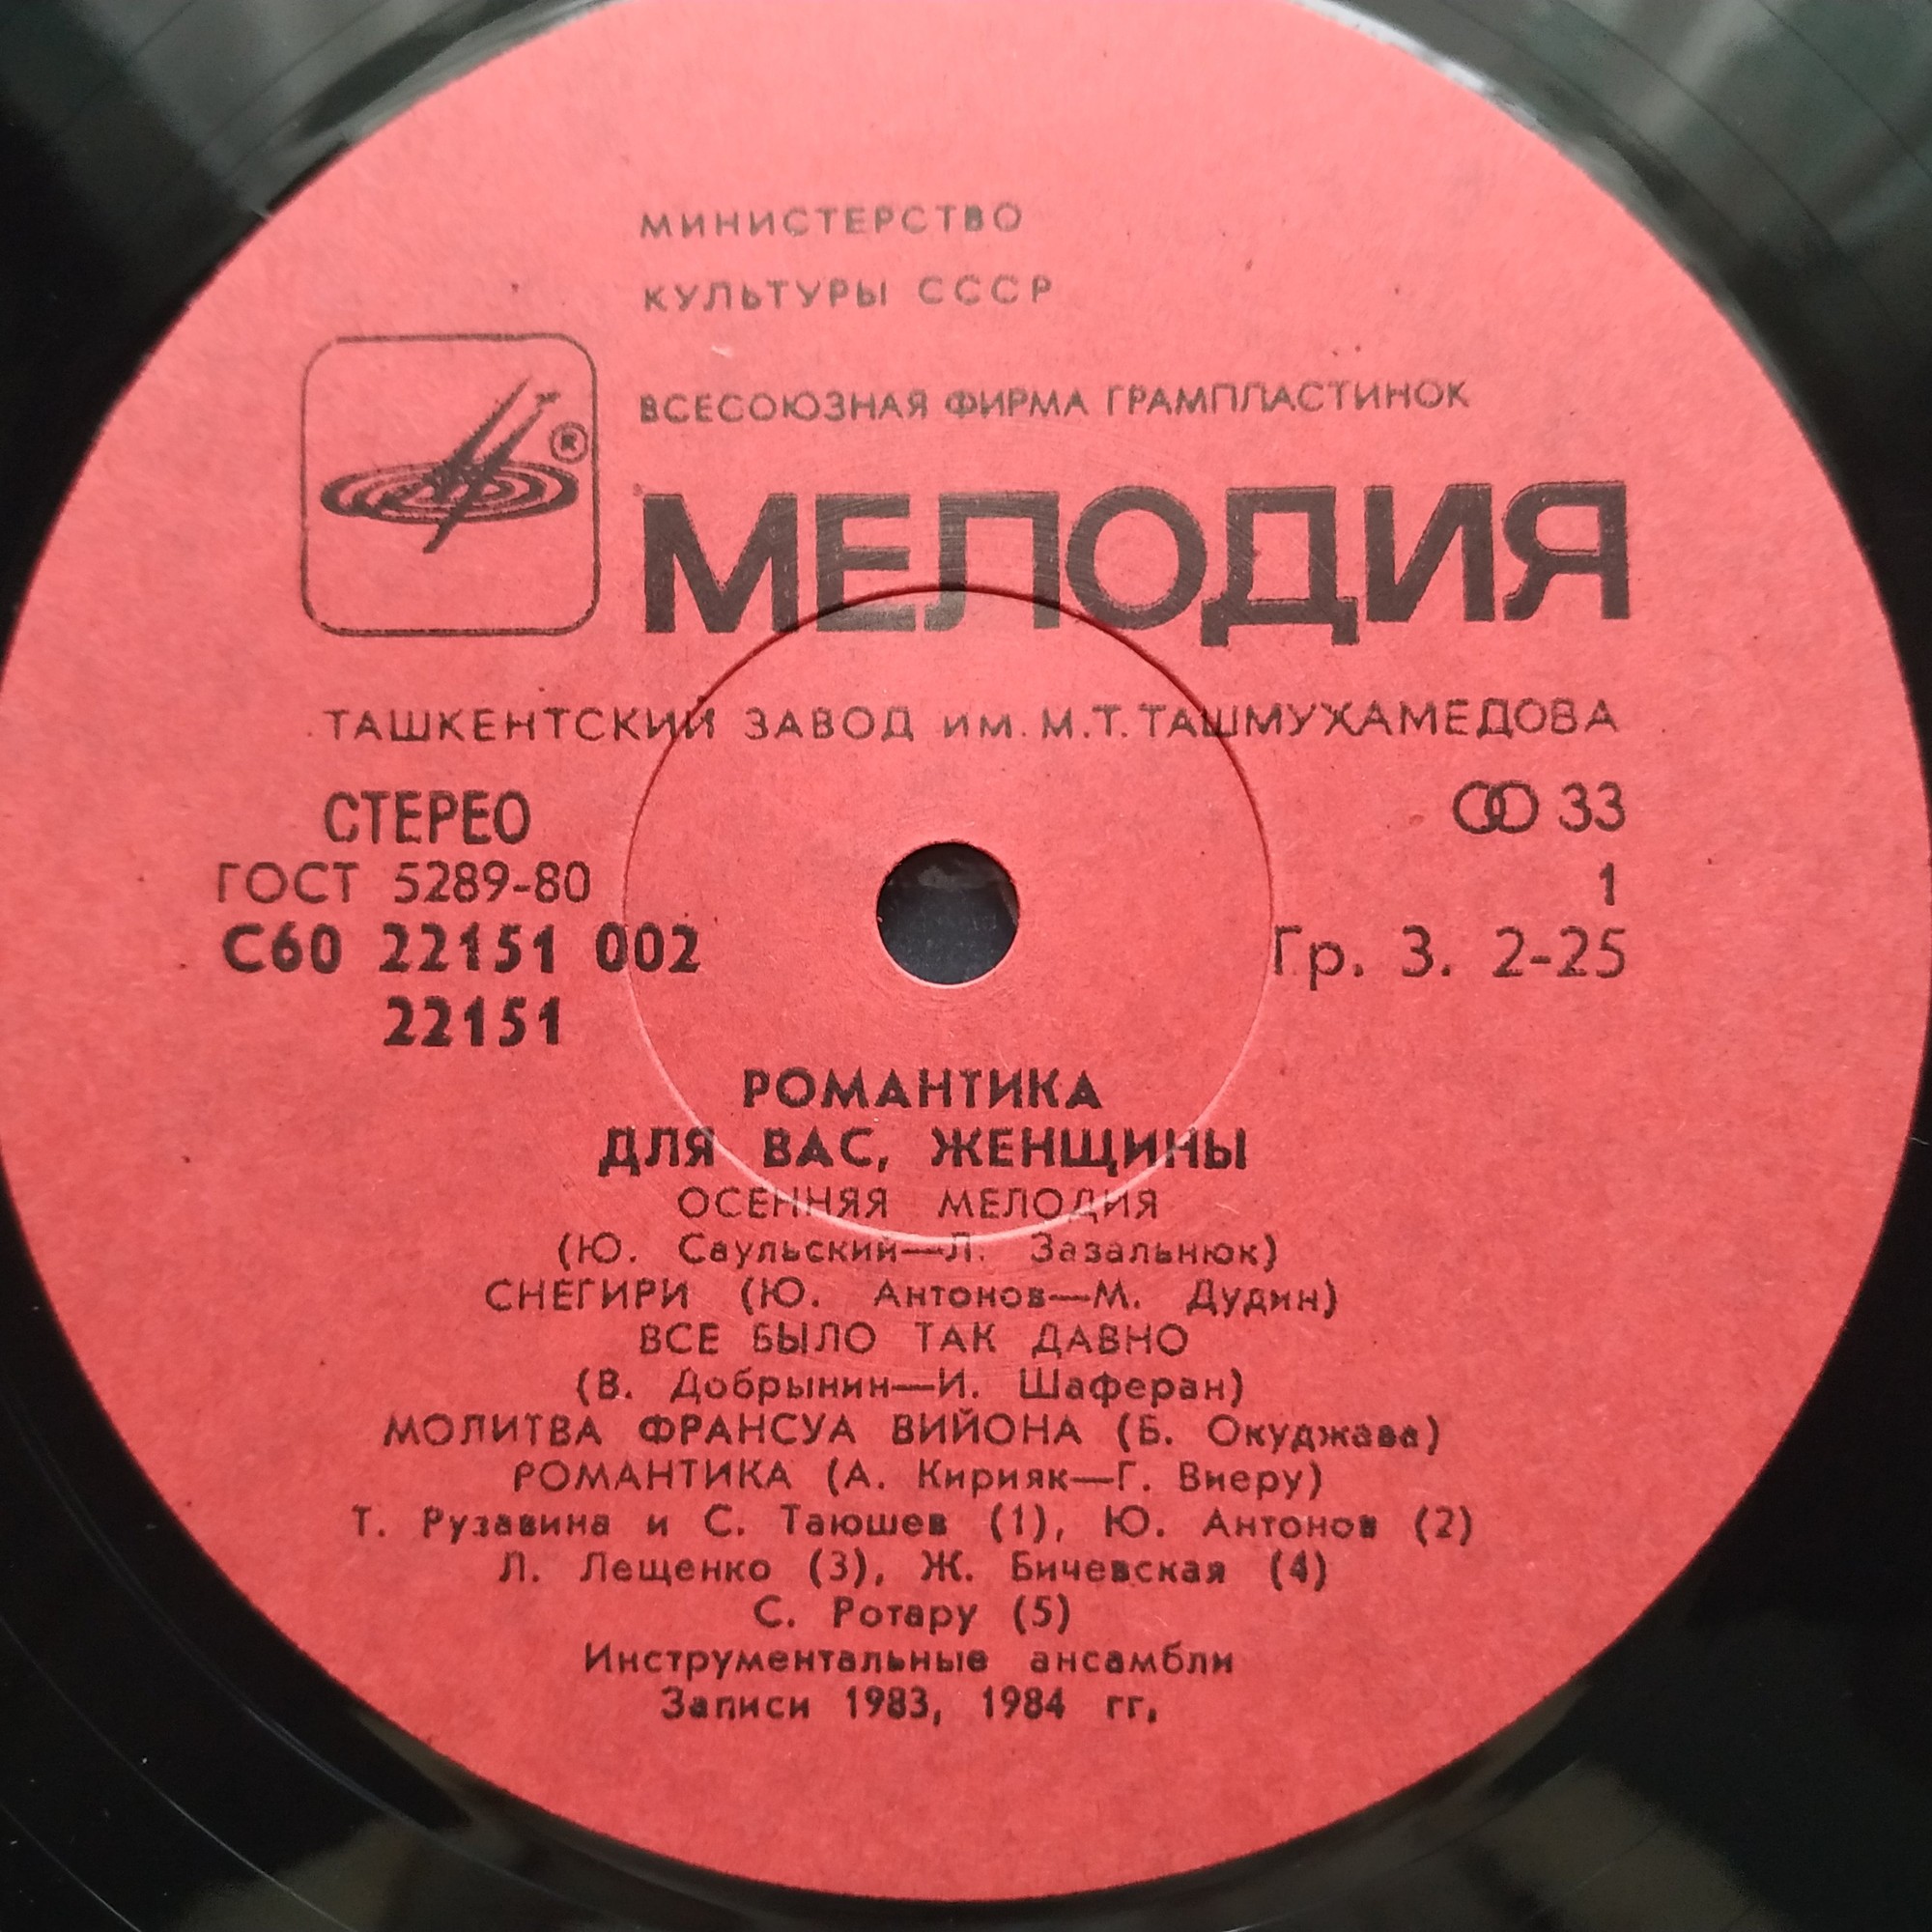 МИНИСТЕРСТВО
КУЛЬТУРЫ СССР
ВСЕСОЮЗНАЯ ФИРМА ГРАМПЛАСТИНОК
®
МЕЛОДИЯ
ТАШКЕНТСКИЙ ЗАВОД им. М.Т.ТАШМУХАМЕДОВА
СТЕРЕО
33
ГОСТ 5289-80
1
С60 22151 002
Гр. 3. 2-25
22151
РОМАНТИКА
ДЛЯ ВАС, ЖЕНЩИНЫ
ОСЕННЯЯ МЕЛОДИЯ
(Ю. Саульский—Л. Зазальнюк)
СНЕГИРИ (Ю. Антонов—М. Дудин)
ВСЕ БЫЛО ТАК ДАВНО
(В. Добрынин—И. Шаферан)
МОЛИТВА ФРАНСУА ВИЙОНА (Б. Окуджава)
РОМАНТИКА (А. Кирияк—Г. Виеру)
Т. Рузавина и С. Таюшев (1), Ю. Антонов (2)
Л. Лещенко (3), Ж. Бичевская (4)
С. Ротару (5)
Инструментальные ансамбли
Записи 1983, 1984 гг.